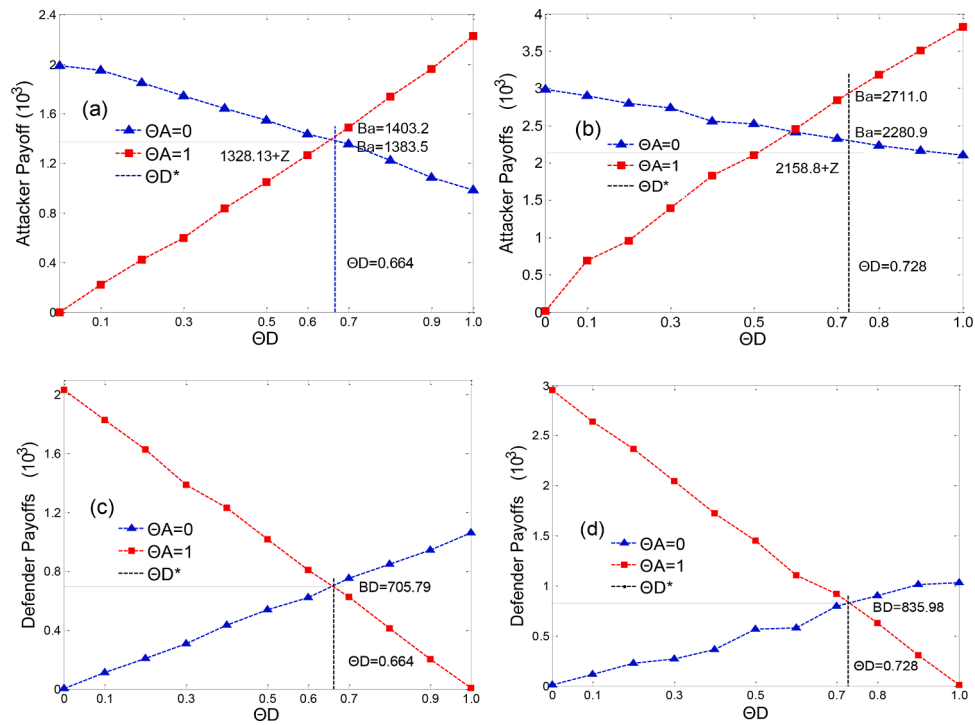 2.4
2
1.6
1.2
0.8
0.4
0
Attacker Payoff (10³)
(a)
ΘA=0
ΘA=1
ΘD*
1328.13+Z
Ba=1403.2
Ba=1383.5
ΘD=0.664
0.1 0.3 0.5 0.6 0.7 0.9 1.0
ΘD
4
3.5
3
2.5
2
1.5
1
0.5
0
Attacker Payoffs (10³)
(b)
ΘA=0
ΘA=1
ΘD*
Ba=2711.0
Ba=2280.9
2158.8+Z
ΘD=0.728
0 0.1 0.3 0.5 0.7 0.8 1.0
ΘD
2
1.6
1.2
0.8
0.4
0
Defender Payoffs (10³)
(c)
ΘA=0
ΘA=1
ΘD*
BD=705.79
ΘD=0.664
0 0.1 0.3 0.5 0.6 0.7 0.9 1.0
ΘD
3
2.5
2
1.5
1
0.5
0
Defender Payoffs (10³)
(d)
ΘA=0
ΘA=1
ΘD*
BD=835.98
ΘD=0.728
0 0.1 0.3 0.5 0.7 0.8 1.0
ΘD